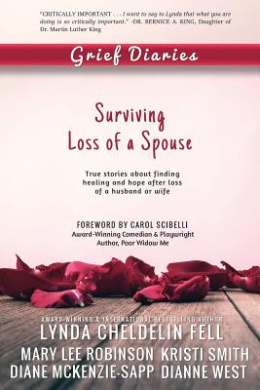 "CRITICALLY IMPORTANT . . . I want to say to Lynda that what you are
doing is so critically important." -DR. BERNICE A. KING, Daughter of
Dr. Martin Luther King
Grief Diaries
Surviving
Loss of a Spouse
True stories about finding
healing and hope after loss
of a husband or wife
FOREWORD BY CAROL SCIBELLI
Award-Winning Comedian & Playwright
Author, Poor Widow Me
AWARD-WINNING & INTERNATIONAL BESTSELLING AUTHOR
LYNDA CHELDELIN FELL
MARY LEE ROBINSON KRISTI SMITH
DIANE MCKENZIE-SAPP DIANNE WEST